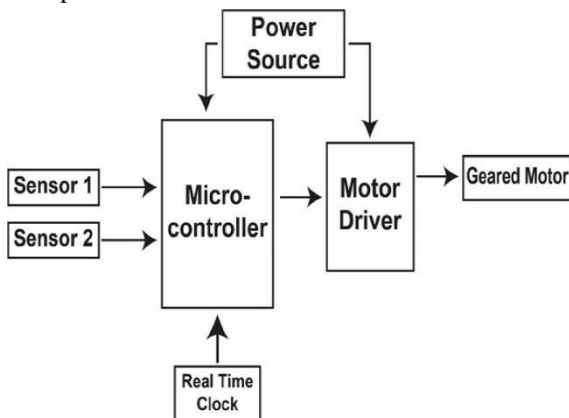 Power
Source
Sensor 1
Sensor 2
Micro-
controller
Motor
Driver
Geared Motor
Real Time
Clock